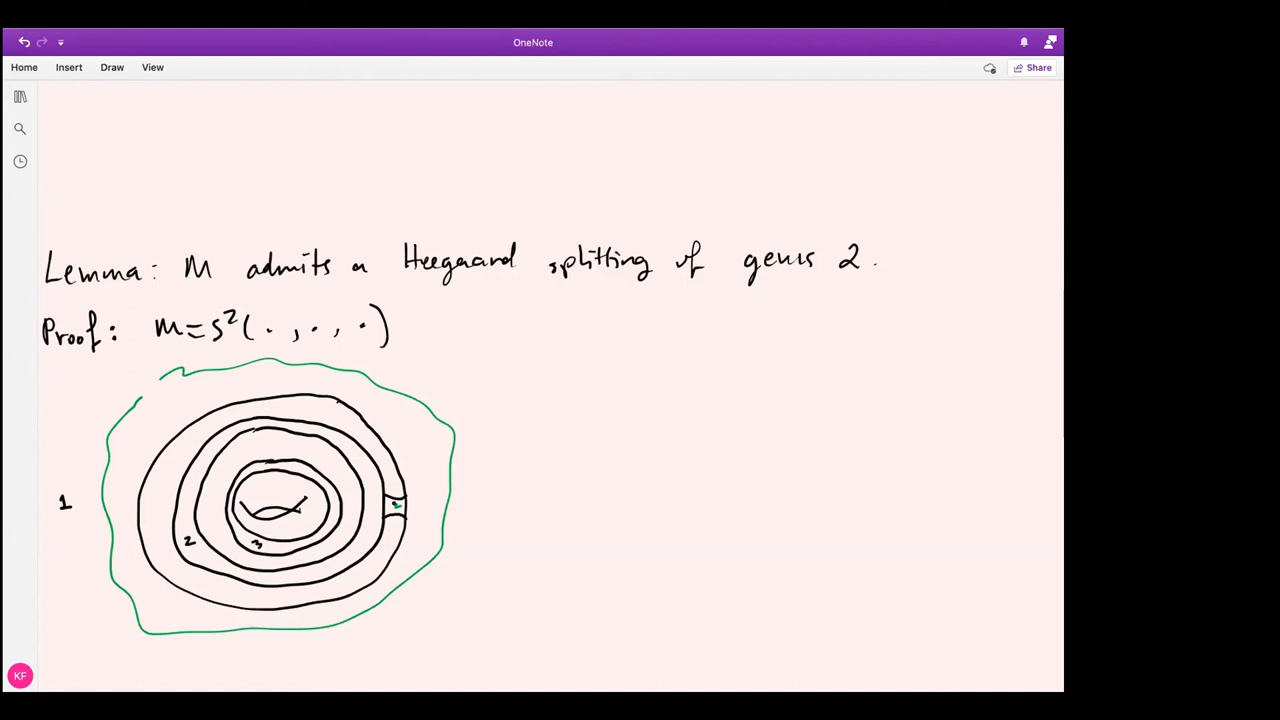 OneNote
Home Insert Draw View Share
Lemma: M admits a Heegaard splitting of genus 2.
Proof: M = S²( · , · , · )
1
2
2
3
KF